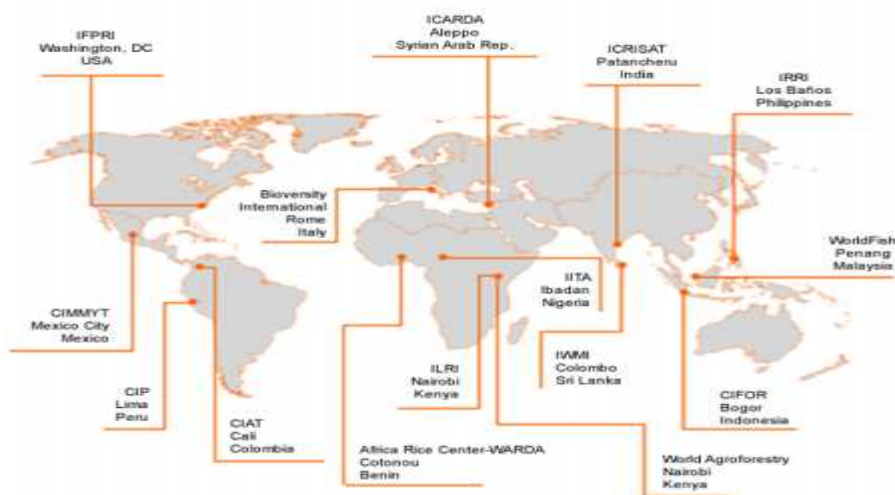 IFPRI
Washington, DC
USA
ICARDA
Aleppo
Syrian Arab Rep.
ICRISAT
Patancheru
India
IRRI
Los Baños
Philippines
Bioversity
International
Rome
Italy
WorldFish
Penang
Malaysia
IITA
Ibadan
Nigeria
CIMMYT
Mexico City
Mexico
IWMI
Colombo
Sri Lanka
ILRI
Nairobi
Kenya
CIP
Lima
Peru
CIFOR
Bogor
Indonesia
CIAT
Cali
Colombia
Africa Rice Center-WARDA
Cotonou
Benin
World Agroforestry
Nairobi
Kenya